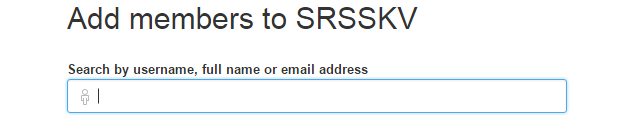 Add members to SRSSKV
Search by username, full name or email address